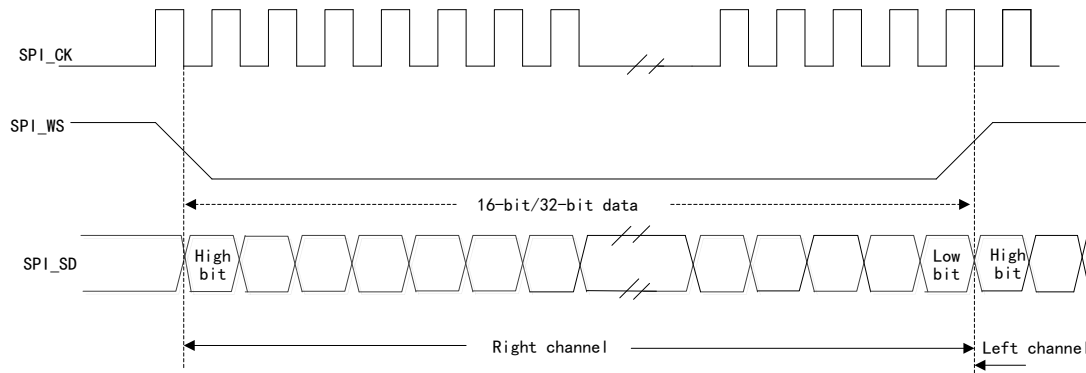 SPI_CK
SPI_WS
16-bit/32-bit data
SPI_SD
High
bit
Low
bit
High
bit
Right channel
Left channel